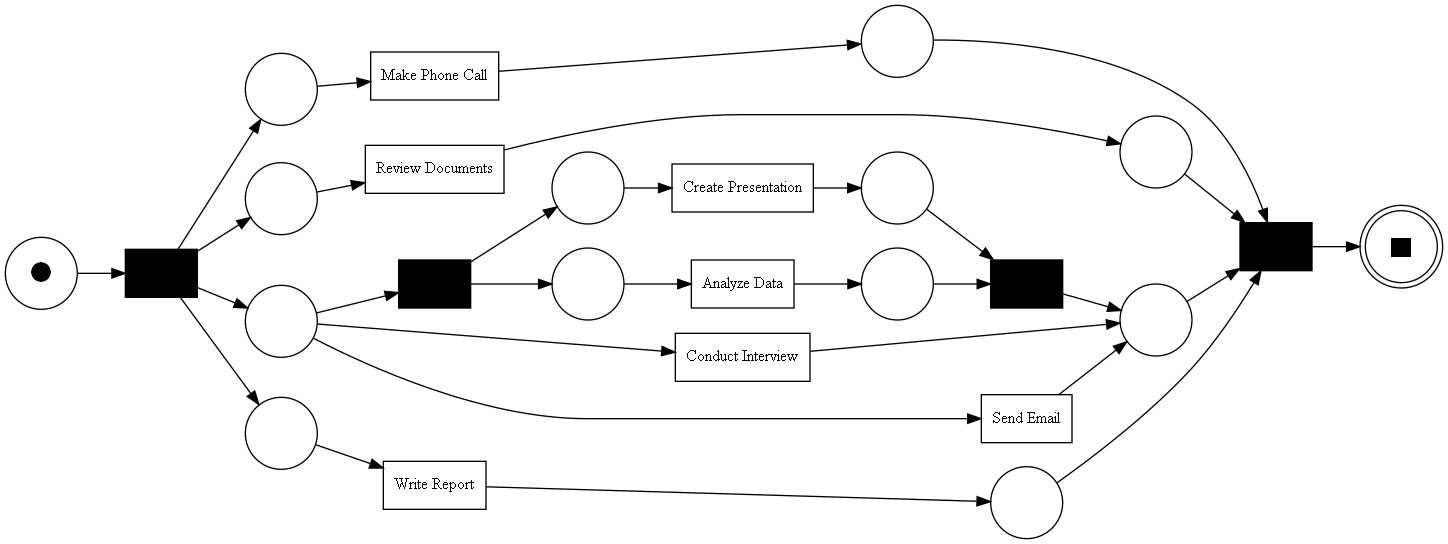 Make Phone Call
Review Documents
Create Presentation
Analyze Data
Conduct Interview
Send Email
Write Report